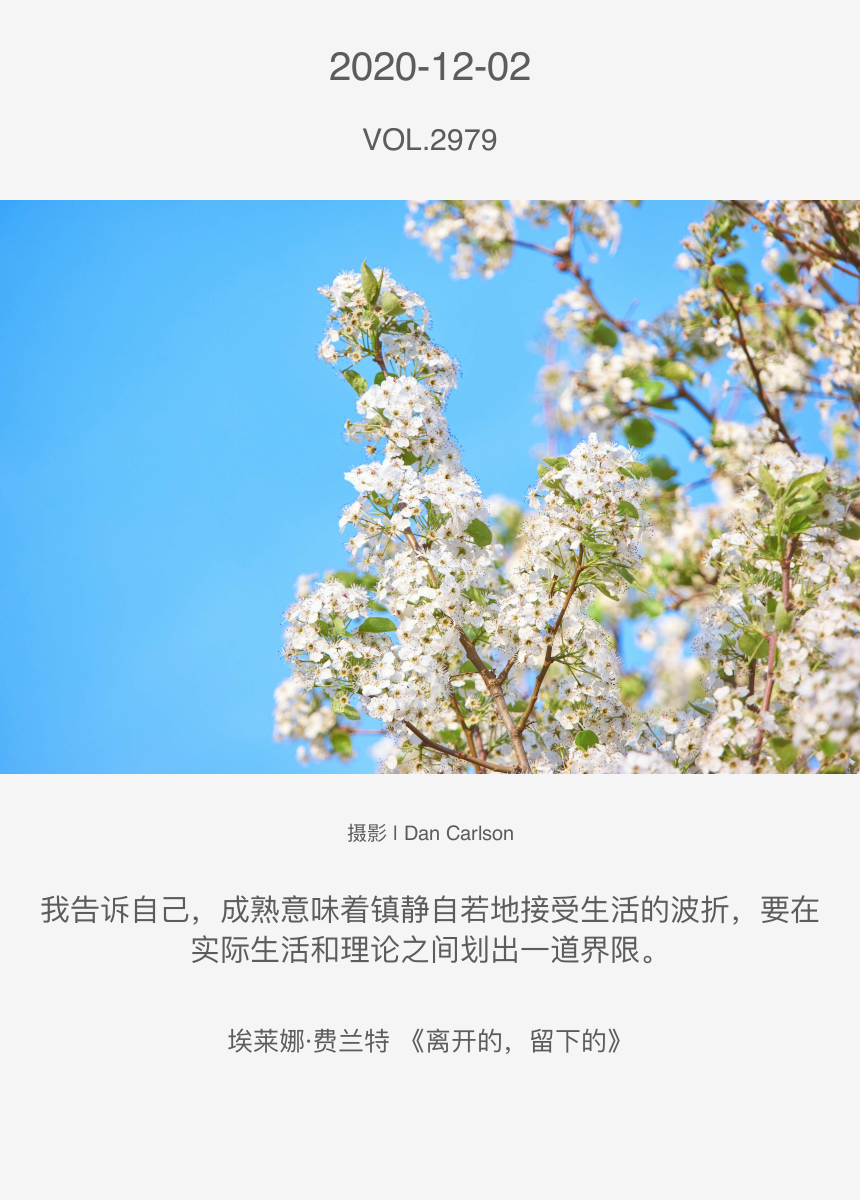 2020-12-02
VOL.2979
摄影 l Dan Carlson
我告诉自己，成熟意味着镇静自若地接受生活的波折，要在
实际生活和理论之间划出一道界限。
埃莱娜·费兰特 《离开的，留下的》